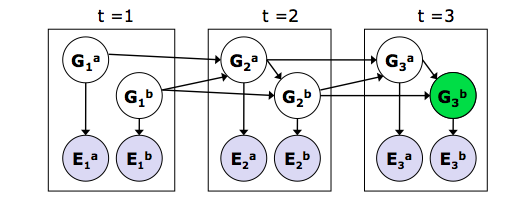 t =1
t =2
t =3
G₁ᵃ
G₂ᵃ
G₃ᵃ
G₁ᵇ
G₂ᵇ
G₃ᵇ
E₁ᵃ E₁ᵇ
E₂ᵃ E₂ᵇ
E₃ᵃ E₃ᵇ